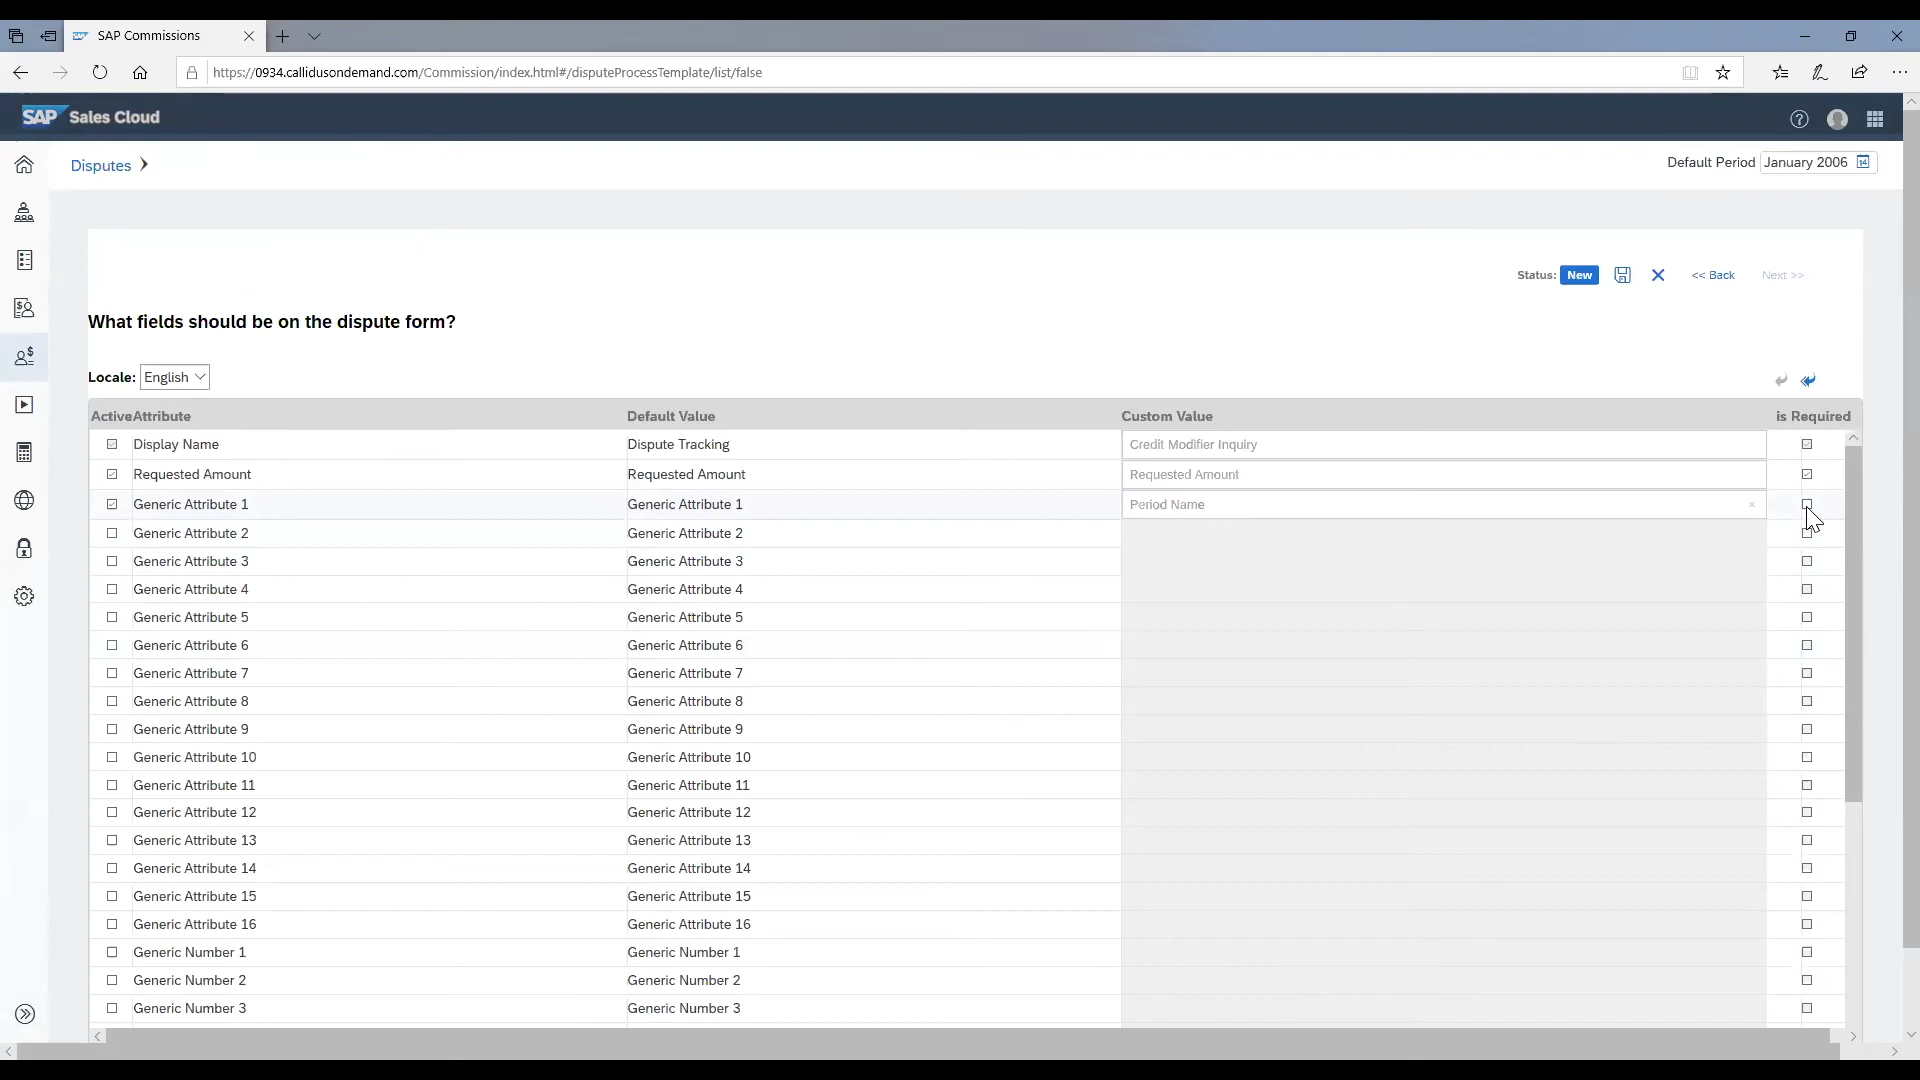 SAP Commissions
https://0934.callidusondemand.com/Commission/index.html#/disputeProcessTemplate/list/false
SAP Sales Cloud
Disputes
Default Period January 2006
Status: New << Back Next >>
What fields should be on the dispute form?
Locale: English
Active Attribute Default Value Custom Value is Required
Display Name Dispute Tracking Credit Modifier Inquiry
Requested Amount Requested Amount Requested Amount
Generic Attribute 1 Generic Attribute 1 Period Name
Generic Attribute 2 Generic Attribute 2
Generic Attribute 3 Generic Attribute 3
Generic Attribute 4 Generic Attribute 4
Generic Attribute 5 Generic Attribute 5
Generic Attribute 6 Generic Attribute 6
Generic Attribute 7 Generic Attribute 7
Generic Attribute 8 Generic Attribute 8
Generic Attribute 9 Generic Attribute 9
Generic Attribute 10 Generic Attribute 10
Generic Attribute 11 Generic Attribute 11
Generic Attribute 12 Generic Attribute 12
Generic Attribute 13 Generic Attribute 13
Generic Attribute 14 Generic Attribute 14
Generic Attribute 15 Generic Attribute 15
Generic Attribute 16 Generic Attribute 16
Generic Number 1 Generic Number 1
Generic Number 2 Generic Number 2
Generic Number 3 Generic Number 3